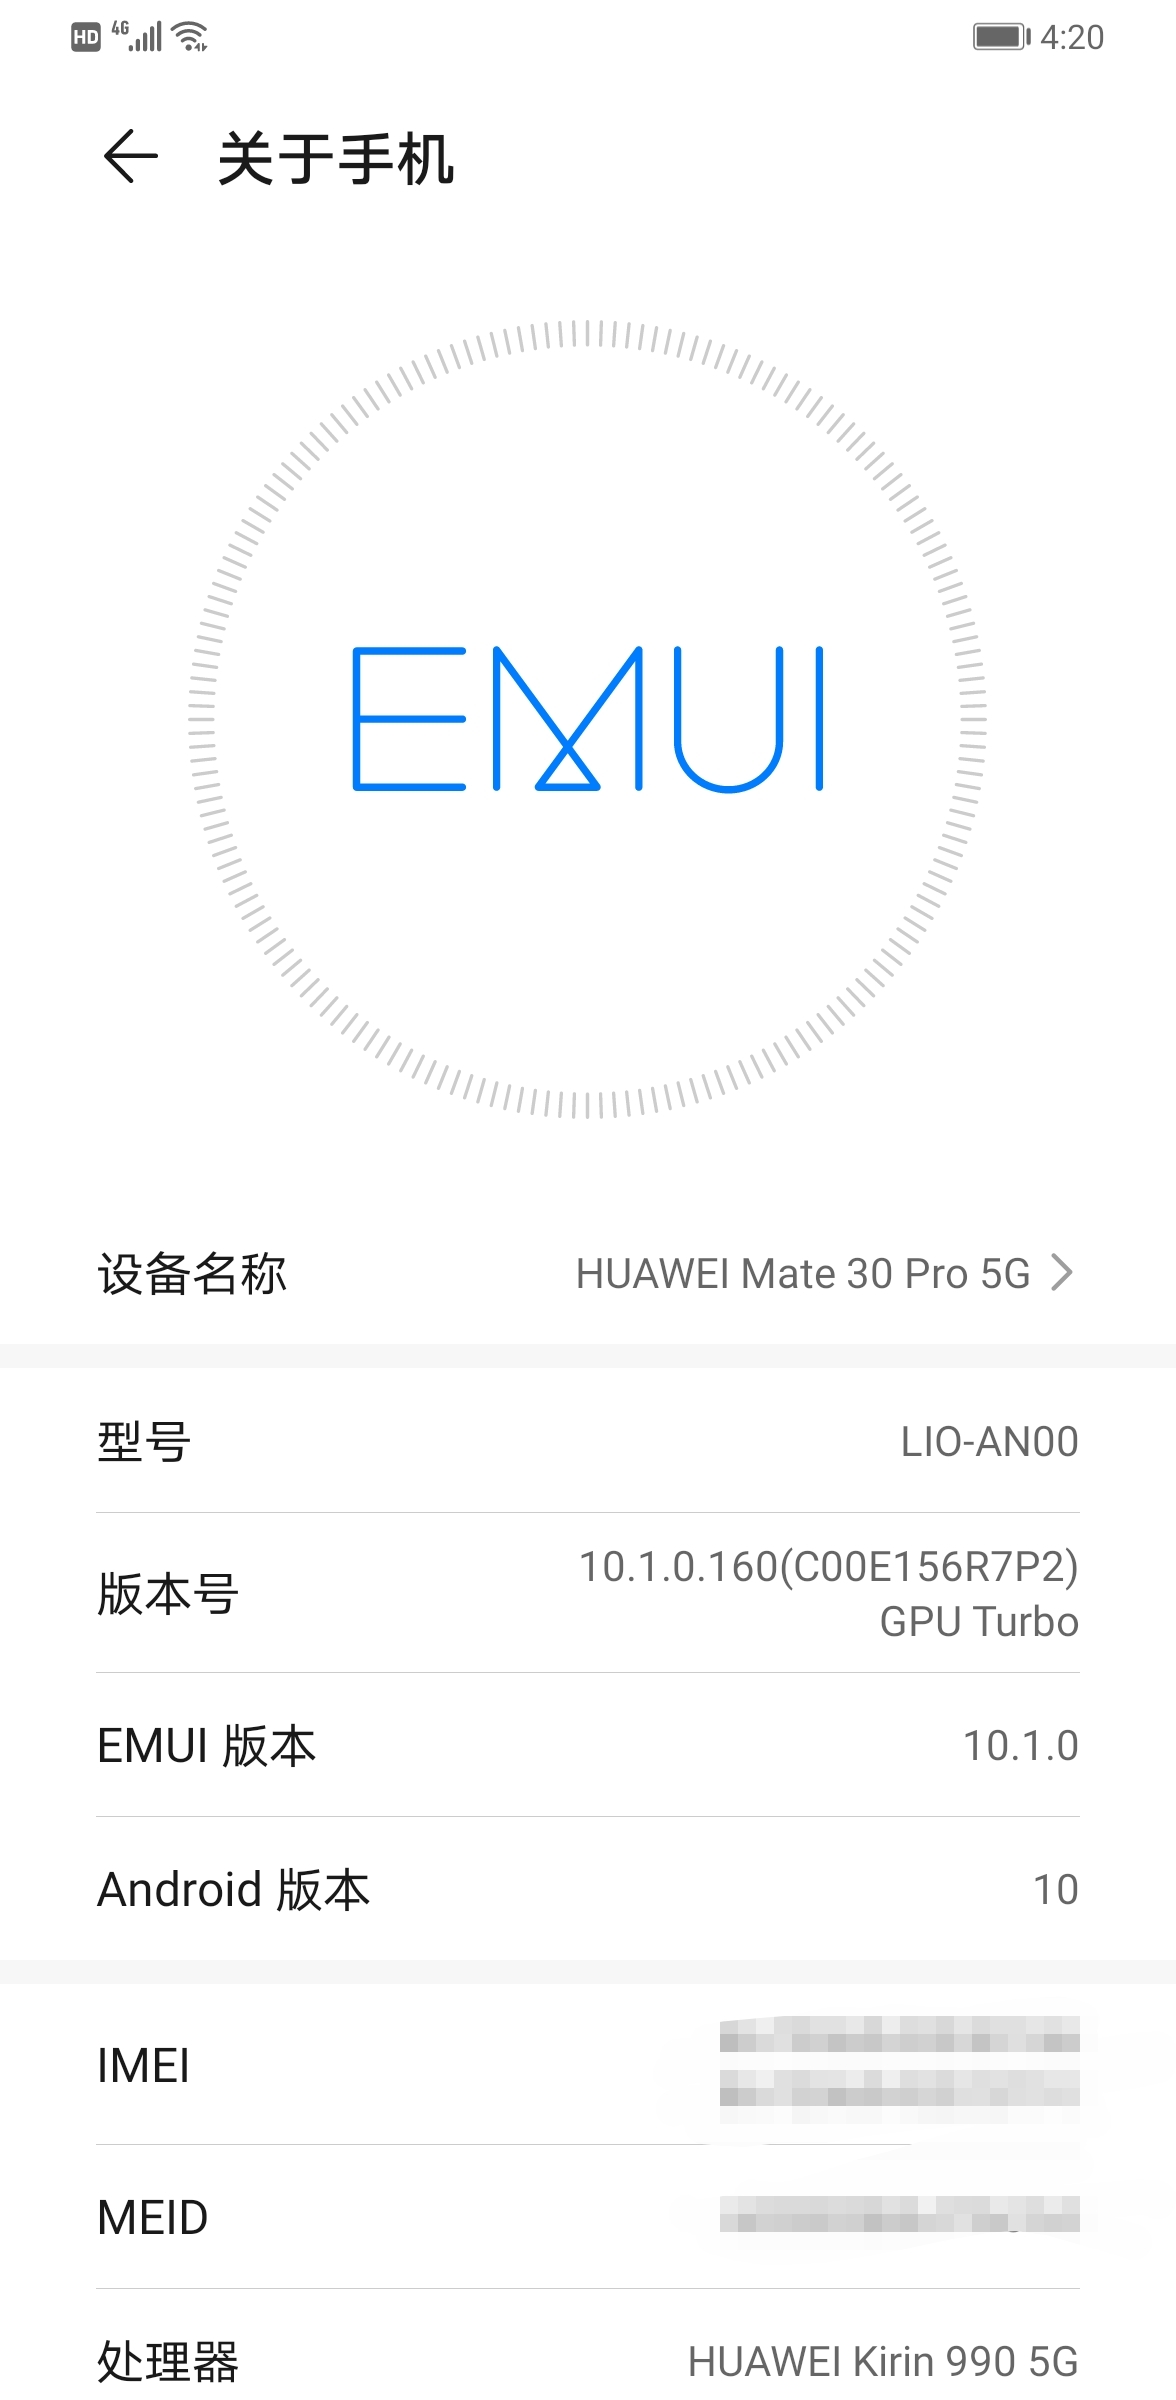 HD 4G 4:20
关于手机
EMUI
设备名称 HUAWEI Mate 30 Pro 5G
型号 LIO-AN00
版本号 10.1.0.160(C00E156R7P2)
GPU Turbo
EMUI 版本 10.1.0
Android 版本 10
IMEI
MEID
处理器 HUAWEI Kirin 990 5G